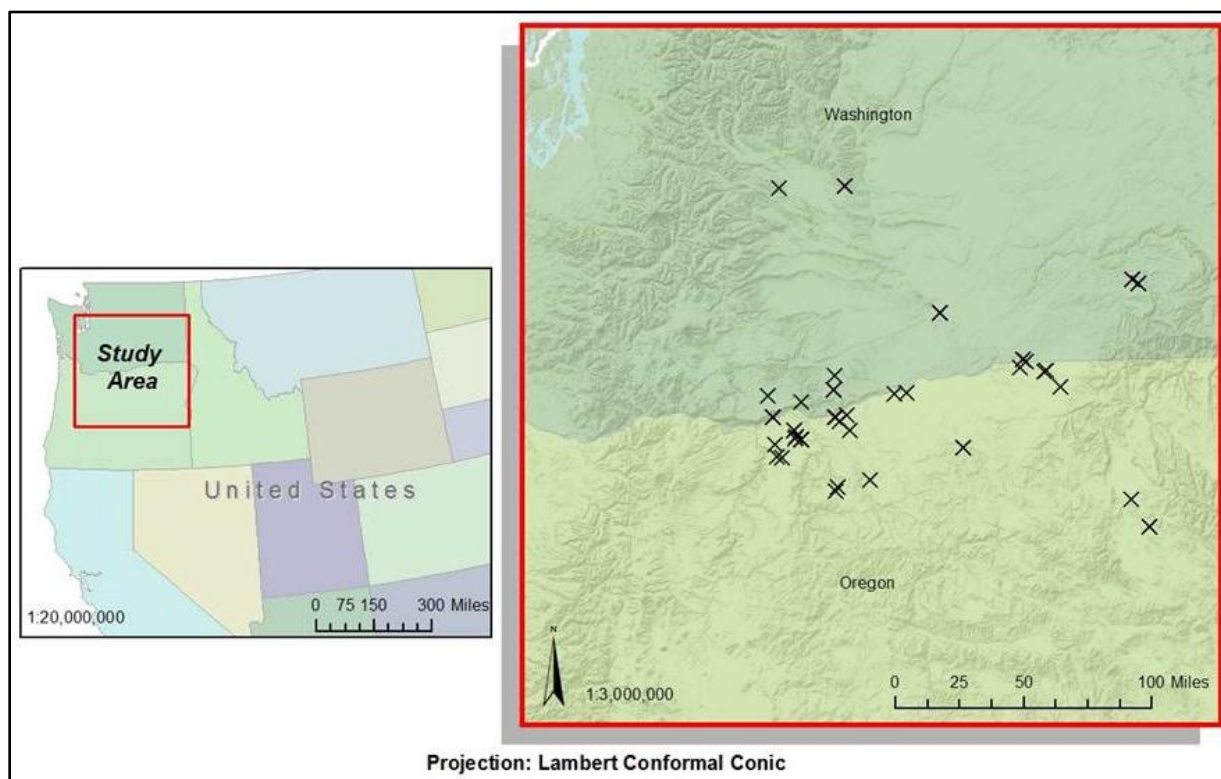 Washington
Oregon
N
1:3,000,000
0 25 50 100 Miles
Study
Area
United States
1:20,000,000
0 75 150 300 Miles
Projection: Lambert Conformal Conic